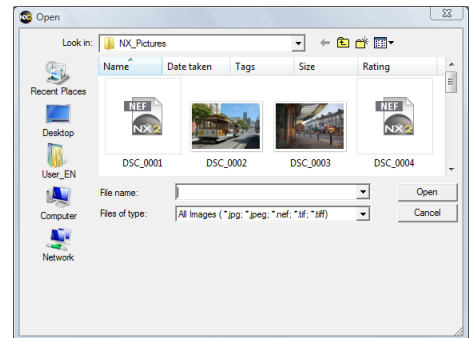 Open
Look in:
NX_Pictures
Name
Date taken
Tags
Size
Rating
Recent Places
Desktop
User_EN
Computer
Network
NEF
NX2
NEF
NX2
DSC_0001
DSC_0002
DSC_0003
DSC_0004
File name:
Open
Files of type:
All Images (*.jpg; *.jpeg; *.nef; *.tif; *.tiff)
Cancel